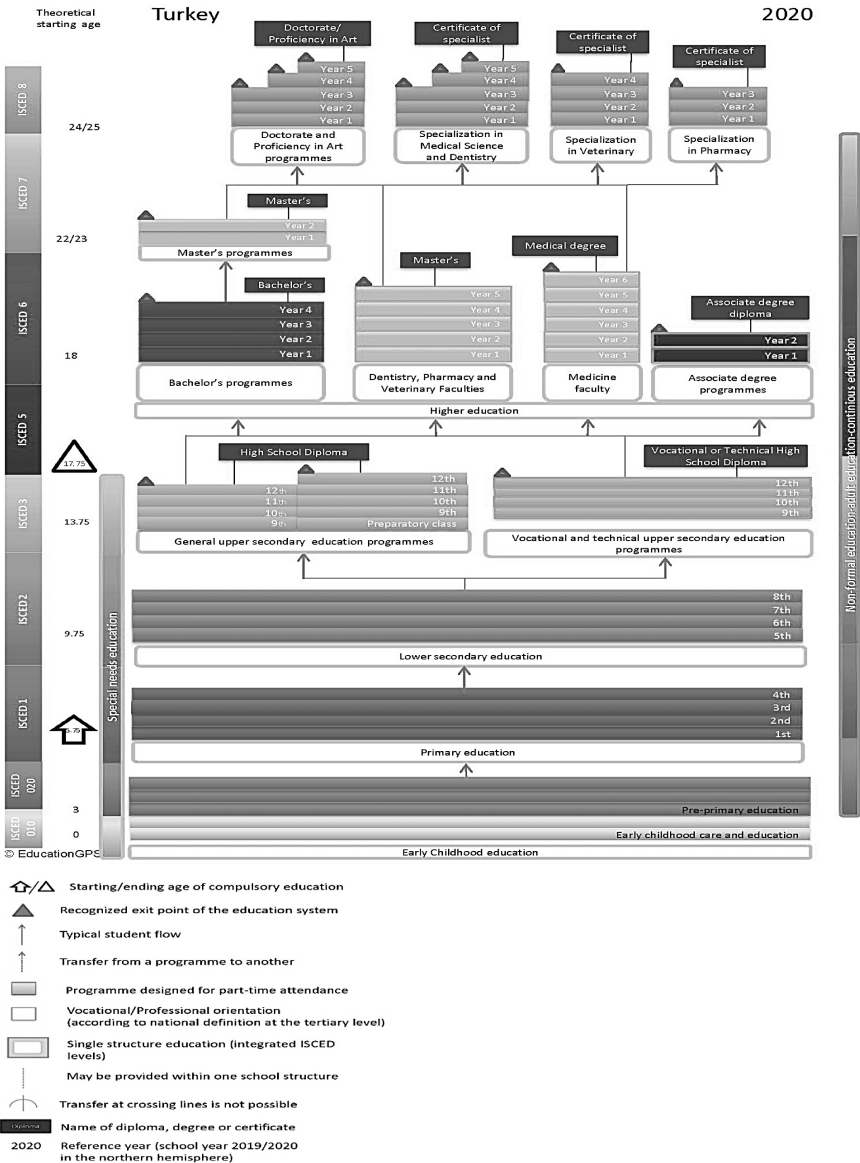 Theoretical
starting age
Turkey
2020
Doctorate/
Proficiency in Art
Certificate of
specialist
Certificate of
specialist
Certificate of
specialist
ISCED 8
Year 5
Year 4
Year 3
Year 2
Year 1
Year 5
Year 4
Year 3
Year 2
Year 1
Year 4
Year 3
Year 2
Year 1
Year 3
Year 2
Year 1
24/25
Doctorate and
Proficiency in Art
programmes
Specialization in
Medical Science
and Dentistry
Specialization
in Veterinary
Specialization
in Pharmacy
ISCED 7
Master's
Year 2
Year 1
22/23
Master's programmes
Master's
Medical degree
ISCED 6
Bachelor's
Year 4
Year 3
Year 2
Year 1
Year 5
Year 4
Year 3
Year 2
Year 1
Year 6
Year 5
Year 4
Year 3
Year 2
Year 1
Associate degree
diploma
Year 2
Year 1
18
Bachelor's programmes
Dentistry, Pharmacy and
Veterinary Faculties
Medicine
faculty
Associate degree
programmes
Higher education
ISCED 5
17.75
High School Diploma
Vocational or Technical High
School Diploma
ISCED 3
12th
11th
10th
9th
12th
11th
10th
9th
Preparatory class
12th
11th
10th
9th
13.75
General upper secondary education programmes
Vocational and technical upper secondary education
programmes
ISCED 2
8th
7th
6th
5th
9.75
Lower secondary education
Special needs education
Non-formal education-adult education-continious education
ISCED 1
4th
3rd
2nd
1st
5.75
Primary education
ISCED
020
3
Pre-primary education
ISCED
010
0
Early childhood care and education
© EducationGPS
Early Childhood education
Starting/ending age of compulsory education
Recognized exit point of the education system
Typical student flow
Transfer from a programme to another
Programme designed for part-time attendance
Vocational/Professional orientation
(according to national definition at the tertiary level)
Single structure education (integrated ISCED
levels)
May be provided within one school structure
Transfer at crossing lines is not possible
Name of diploma, degree or certificate
2020 Reference year (school year 2019/2020
in the northern hemisphere)